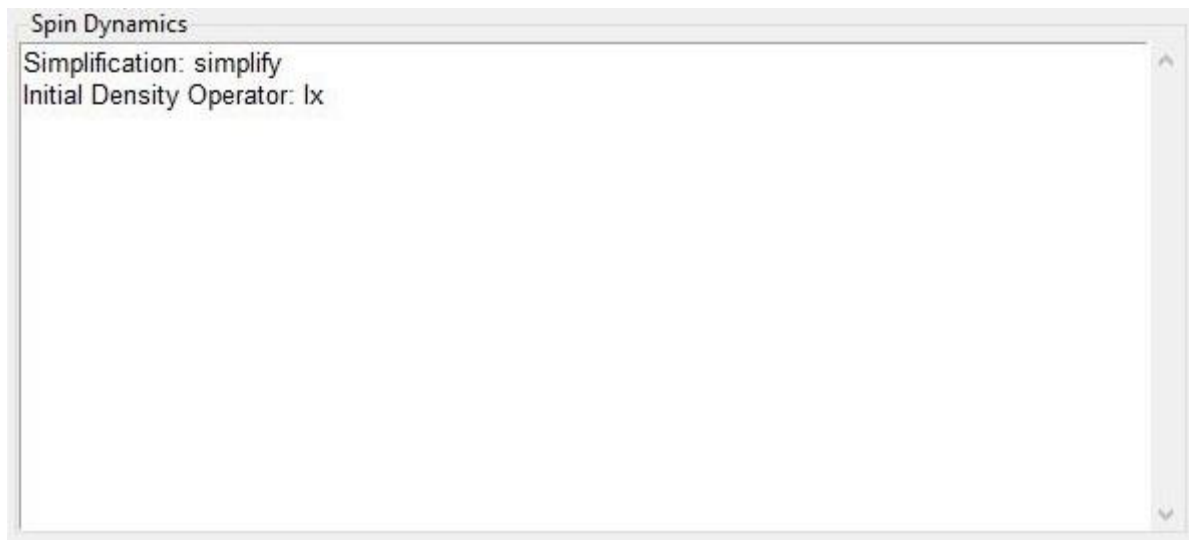 Spin Dynamics
Simplification: simplify
Initial Density Operator: Ix